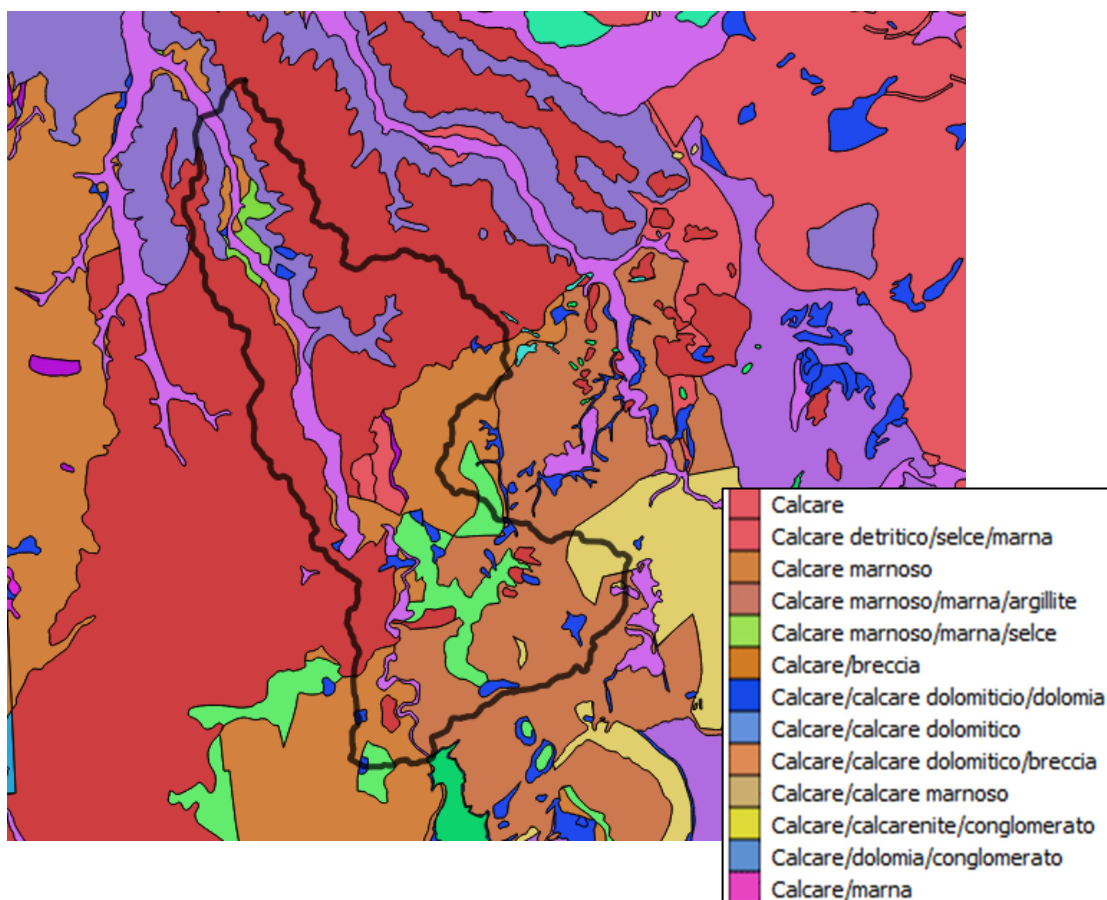 Calcare
Calcare detritico/selce/marna
Calcare marnoso
Calcare marnoso/marna/argillite
Calcare marnoso/marna/selce
Calcare/breccia
Calcare/calcare dolomiticio/dolomia
Calcare/calcare dolomitico
Calcare/calcare dolomitico/breccia
Calcare/calcare marnoso
Calcare/calcarenite/conglomerato
Calcare/dolomia/conglomerato
Calcare/marna